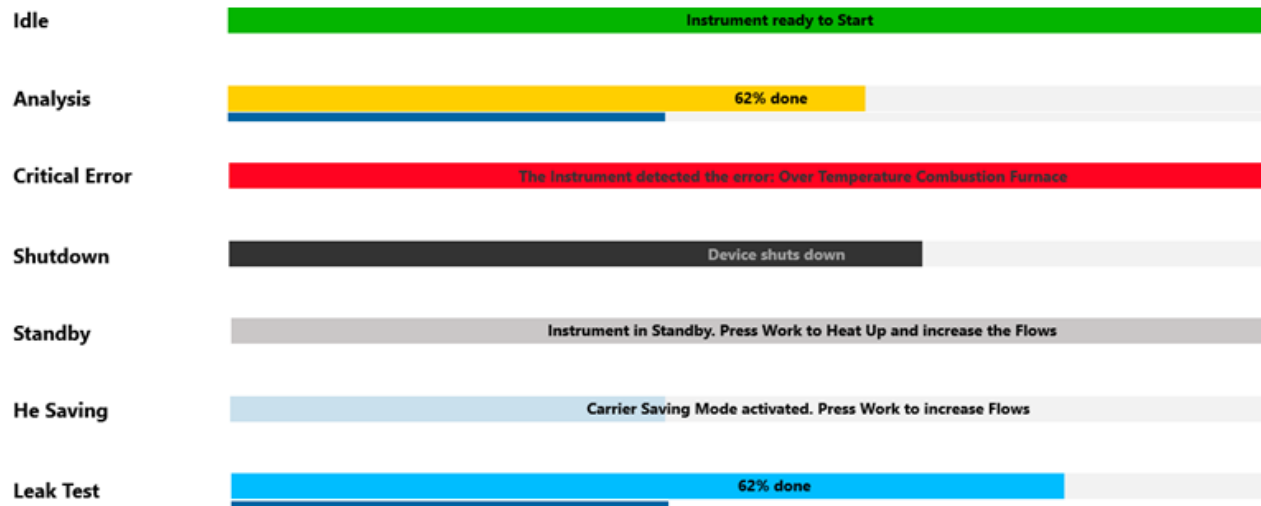 Idle
Instrument ready to Start
Analysis
62% done
Critical Error
The Instrument detected the error: Over Temperature Combustion Furnace
Shutdown
Device shuts down
Standby
Instrument in Standby. Press Work to Heat Up and increase the Flows
He Saving
Carrier Saving Mode activated. Press Work to increase Flows
Leak Test
62% done